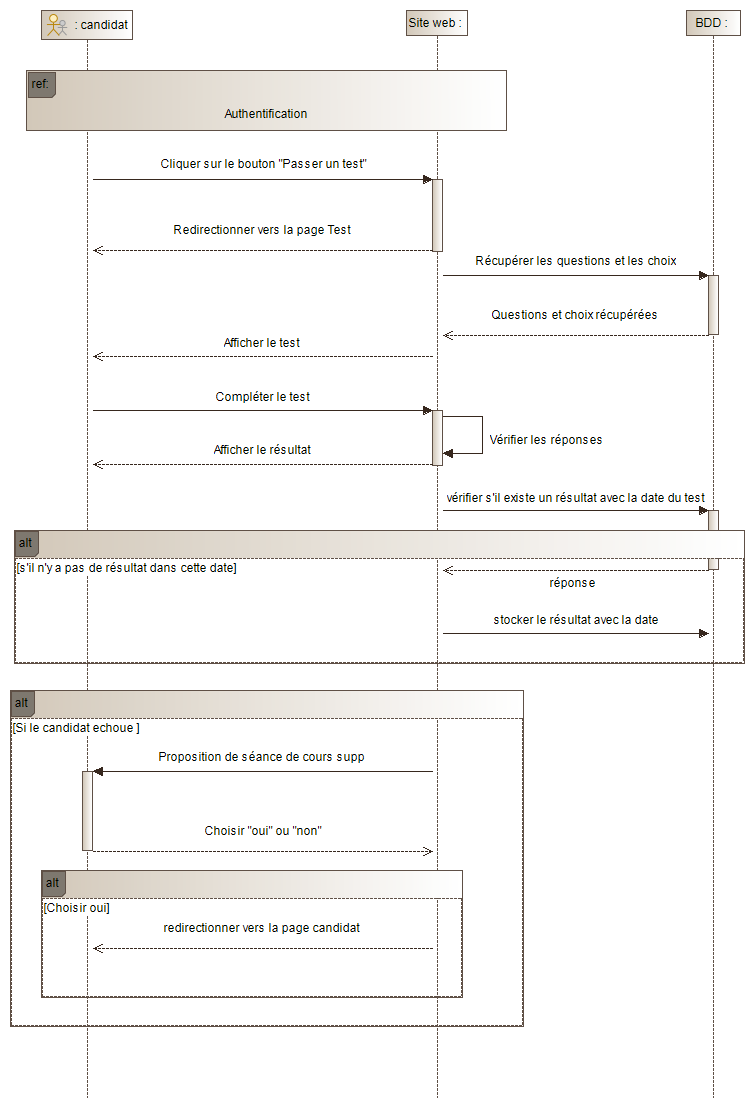 : candidat
Site web :
BDD :
ref:
Authentification
Cliquer sur le bouton "Passer un test"
Redirectionner vers la page Test
Récupérer les questions et les choix
Questions et choix récupérées
Afficher le test
Compléter le test
Vérifier les réponses
Afficher le résultat
vérifier s'il existe un résultat avec la date du test
alt
[s'il n'y a pas de résultat dans cette date]
réponse
stocker le résultat avec la date
alt
[Si le candidat echoue ]
Proposition de séance de cours supp
Choisir "oui" ou "non"
alt
[Choisir oui]
redirectionner vers la page candidat